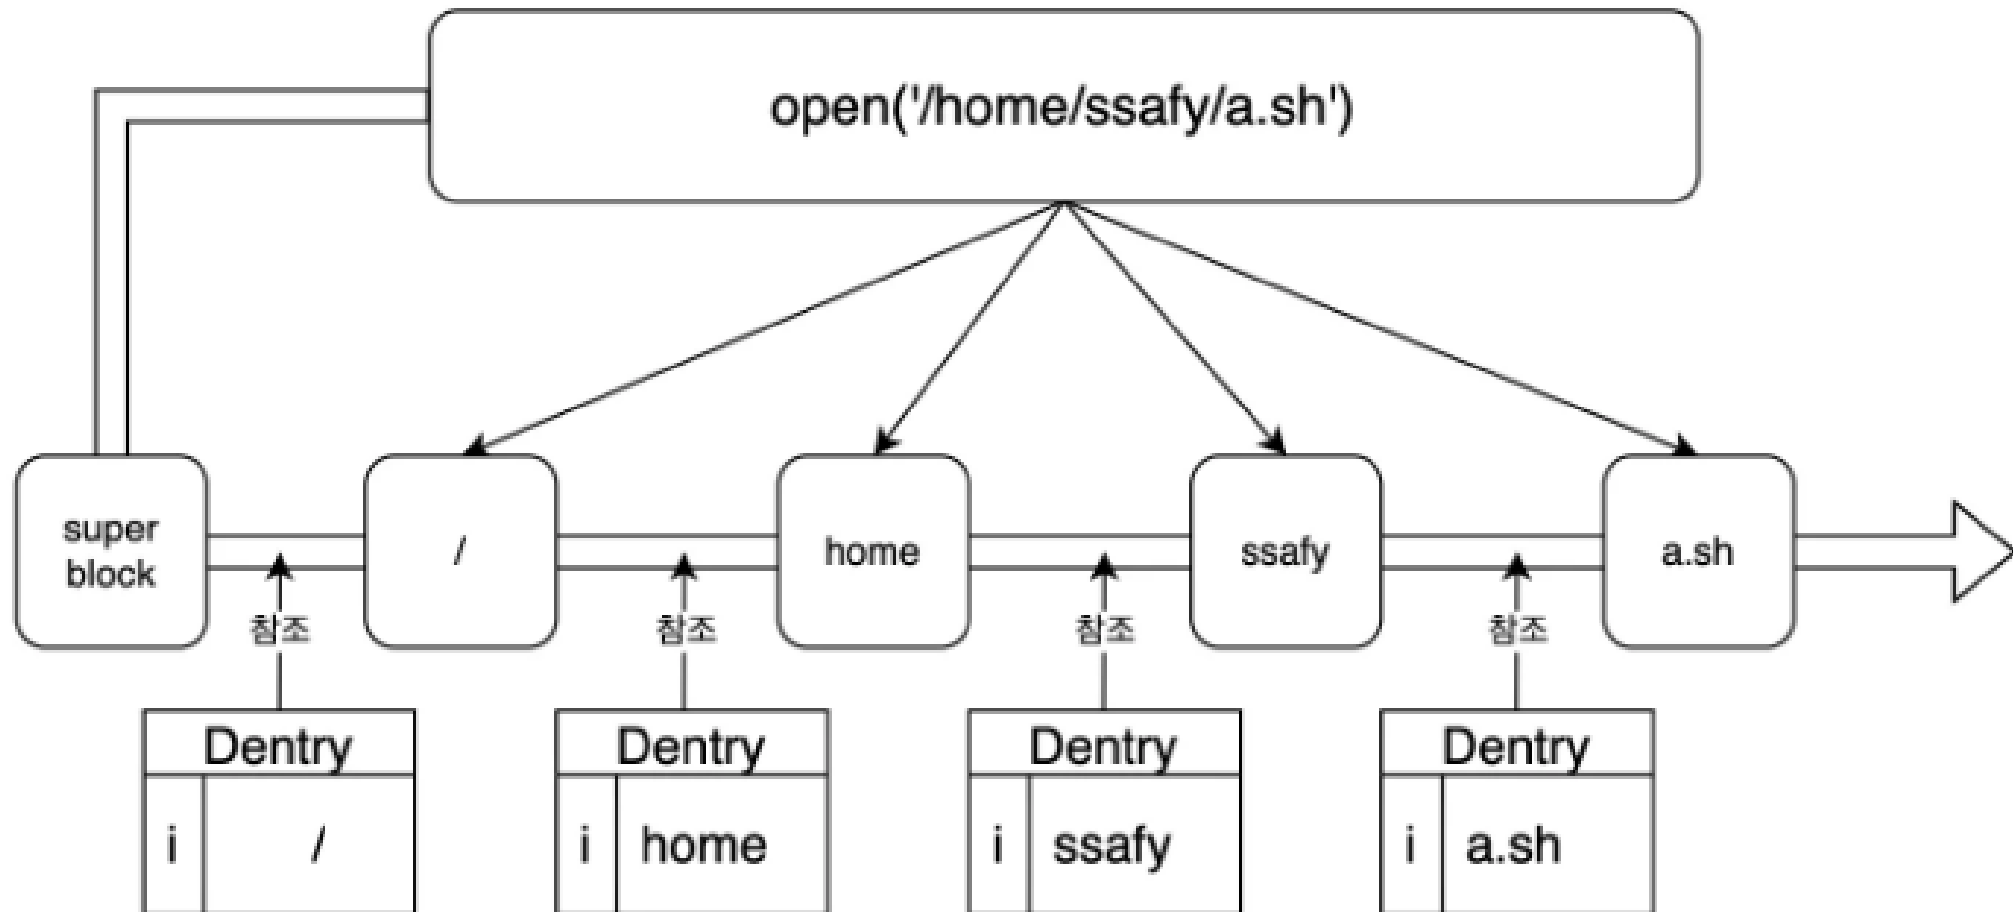 open('/home/ssafy/a.sh')
super
block
/
home
ssafy
a.sh
참조
참조
참조
참조
Dentry
i
/
Dentry
i
home
Dentry
i
ssafy
Dentry
i
a.sh